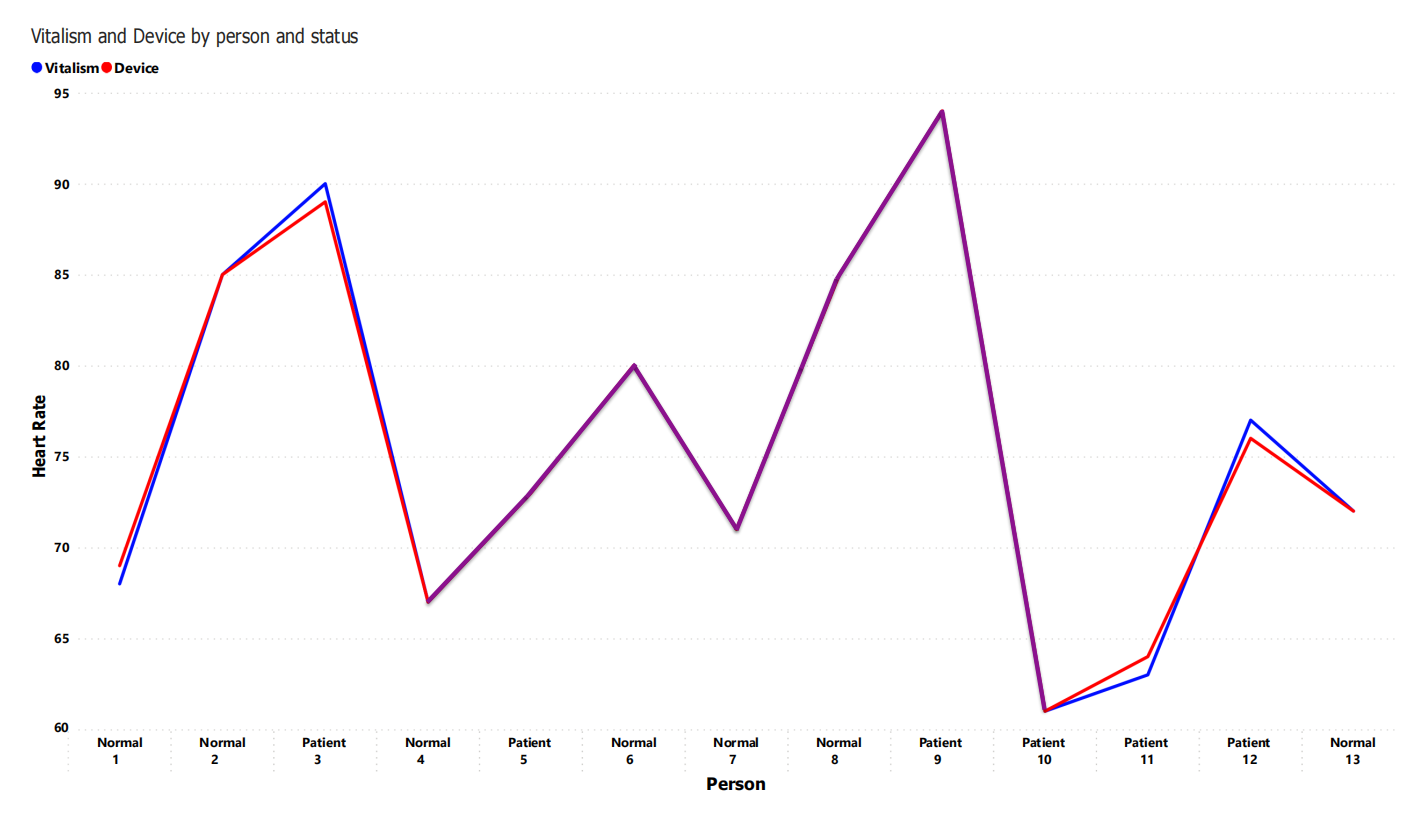 Vitalism and Device by person and status
Vitalism Device
95
90
85
80
75
70
65
60
Heart Rate
Normal Normal Patient Normal Patient Normal Normal Normal Patient Patient Patient Patient Normal
1 2 3 4 5 6 7 8 9 10 11 12 13
Person